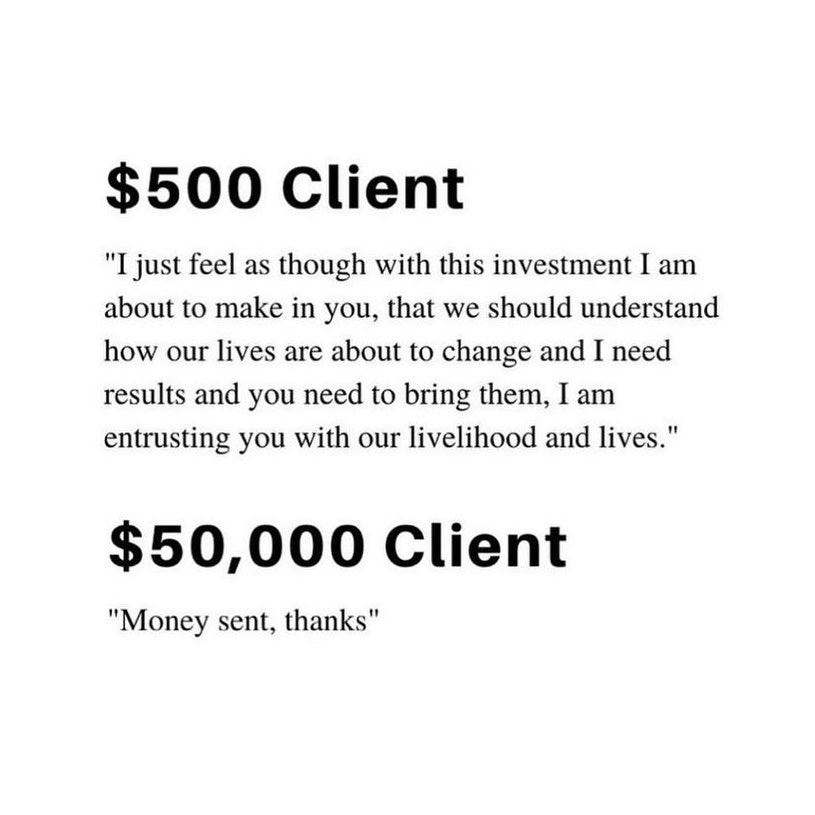 $500 Client
"I just feel as though with this investment I am
about to make in you, that we should understand
how our lives are about to change and I need
results and you need to bring them, I am
entrusting you with our livelihood and lives."
$50,000 Client
"Money sent, thanks"